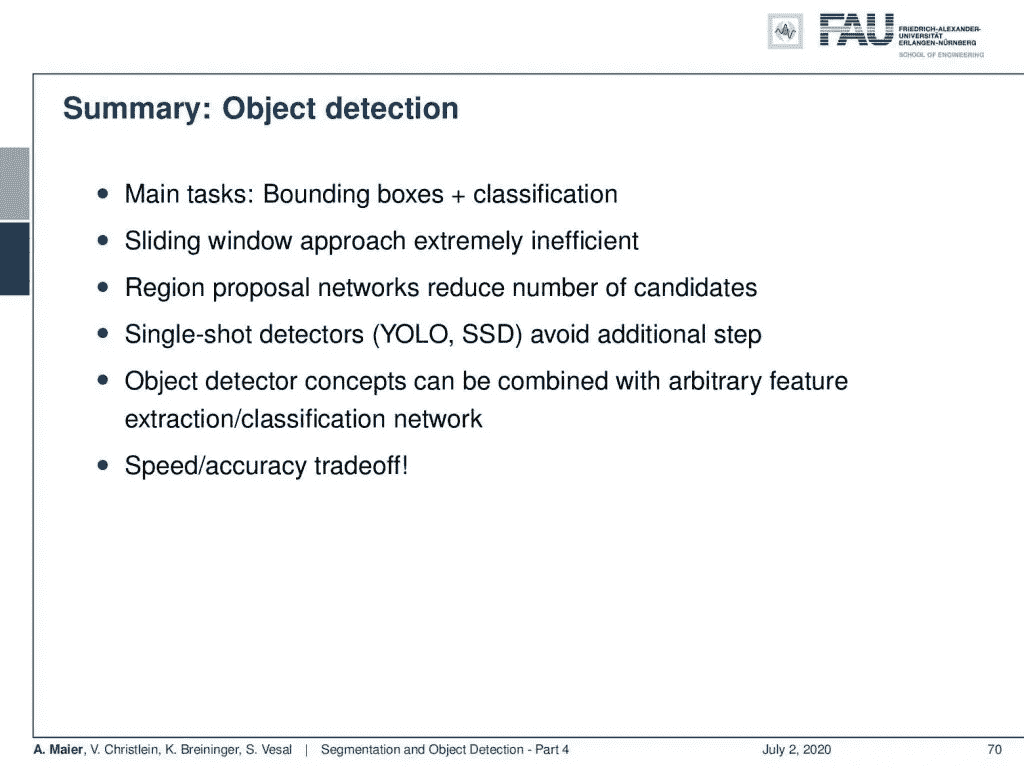 FAU
FRIEDRICH-ALEXANDER-
UNIVERSITÄT
ERLANGEN-NÜRNBERG
SCHOOL OF ENGINEERING
Summary: Object detection
• Main tasks: Bounding boxes + classification
• Sliding window approach extremely inefficient
• Region proposal networks reduce number of candidates
• Single-shot detectors (YOLO, SSD) avoid additional step
• Object detector concepts can be combined with arbitrary feature
extraction/classification network
• Speed/accuracy tradeoff!
A. Maier, V. Christlein, K. Breininger, S. Vesal | Segmentation and Object Detection - Part 4 July 2, 2020 70